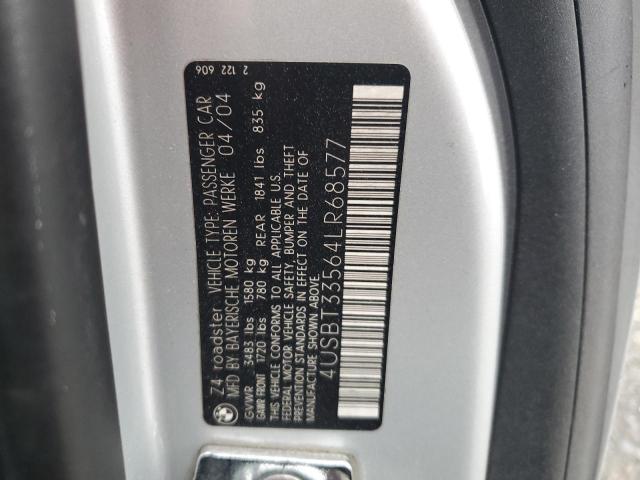 2 122 606
Z4 roadster VEHICLE TYPE: PASSENGER CAR
MFD BY BAYERISCHE MOTOREN WERKE 04/04
GVWR 3483 lbs 1580 kg
GAWR FRONT 1720 lbs 780 kg REAR 1841 lbs 835 kg
THIS VEHICLE CONFORMS TO ALL APPLICABLE U.S.
FEDERAL MOTOR VEHICLE SAFETY, BUMPER AND THEFT
PREVENTION STANDARDS IN EFFECT ON THE DATE OF
MANUFACTURE SHOWN ABOVE.
4USBT33564LR68577